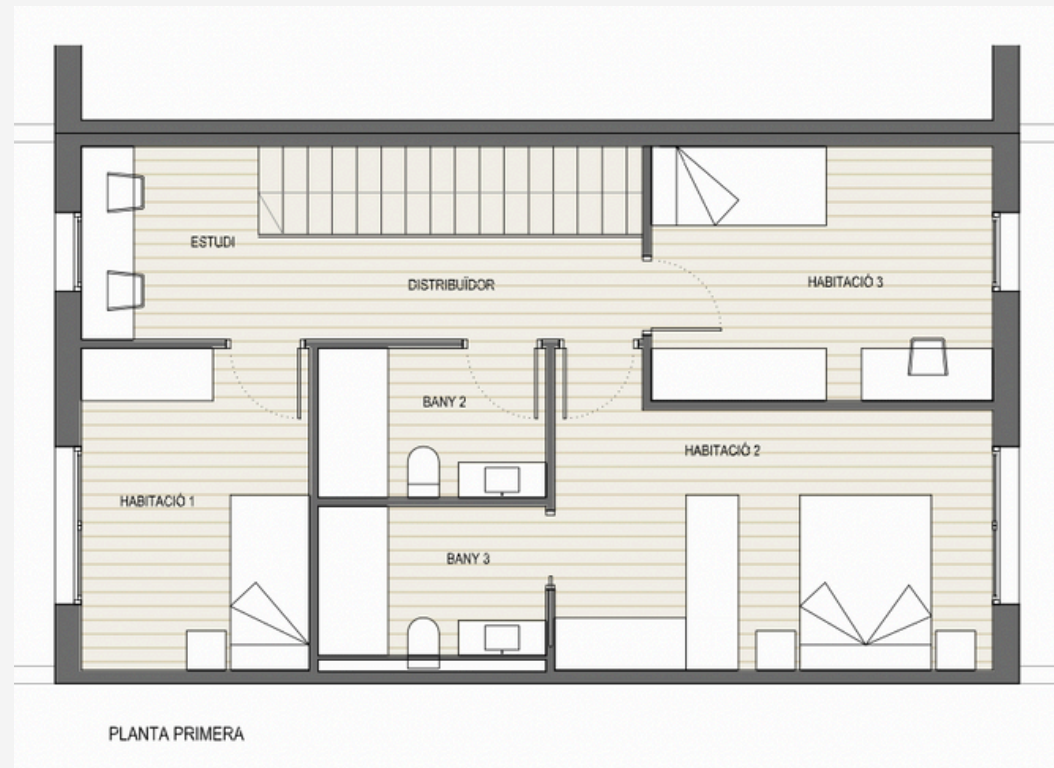 ESTUDI
DISTRIBUÏDOR
HABITACIÓ 3
BANY 2
HABITACIÓ 2
HABITACIÓ 1
BANY 3
PLANTA PRIMERA